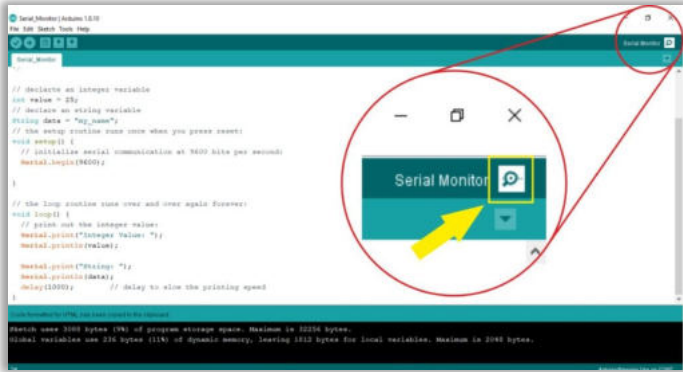 Serial_Monitor | Arduino 1.8.10
File Edit Sketch Tools Help
Serial Monitor
Serial_Monitor
// declarte an integer variable
int value = 25;
// declare an string variable
String data = "my_name";
// the setup routine runs once when you press reset:
void setup() {
// initialize serial communication at 9600 bits per second:
Serial.begin(9600);
}
// the loop routine runs over and over again forever:
void loop() {
// print out the integer value:
Serial.print("Integer Value: ");
Serial.println(value);
Serial.print("String: ");
Serial.println(data);
delay(1000); // delay to slow the printing speed
}
Serial Monitor
Code formatted for HTML has been copied to the clipboard.
Sketch uses 3088 bytes (9%) of program storage space. Maximum is 32256 bytes.
Global variables use 236 bytes (11%) of dynamic memory, leaving 1812 bytes for local variables. Maximum is 2048 bytes.